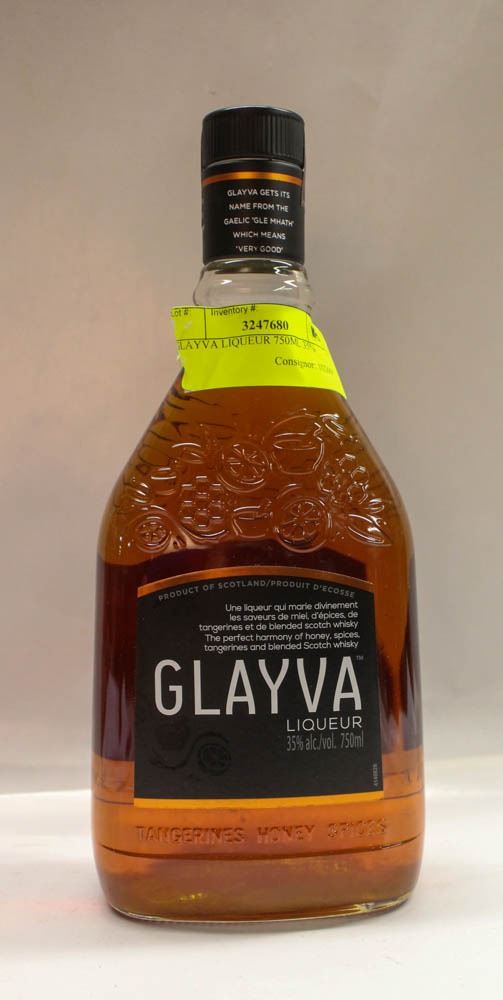 GLAYVA GETS ITS
NAME FROM THE
GAELIC 'GLE MHATH'
WHICH MEANS
'VERY GOOD'
Lot #: Inventory #:
3247680
GLAYVA LIQUEUR 750ML 35%
Consignor:
PRODUCT OF SCOTLAND/PRODUIT D'ECOSSE
Une liqueur qui marie divinement
les saveurs de miel, d'épices, de
tangerines et de blended scotch whisky
The perfect harmony of honey, spices,
tangerines and blended Scotch whisky
GLAYVA™
LIQUEUR
35% alc./vol. 750ml
TANGERINES HONEY SPICES